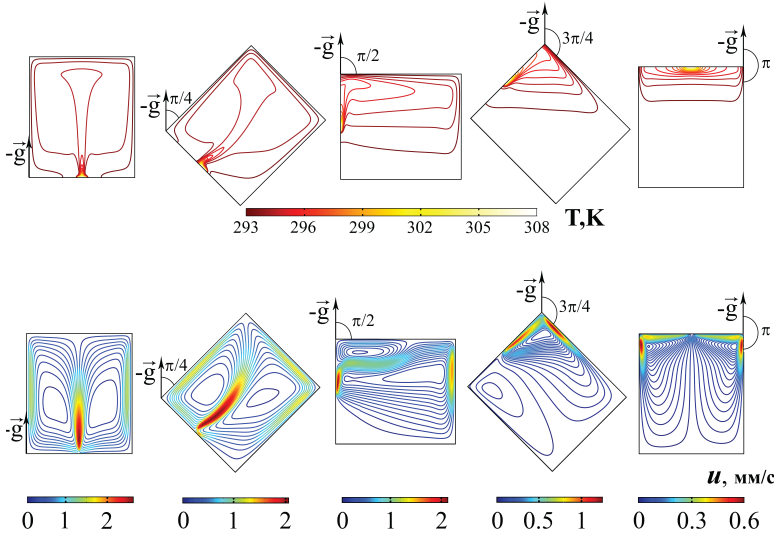 -g⃗ -g⃗ π/4 -g⃗ π/2 -g⃗ 3π/4 -g⃗ π
293 296 299 302 305 308 T,K
-g⃗ -g⃗ π/4 -g⃗ π/2 -g⃗ 3π/4 -g⃗ π
u, мм/с
0 1 2 0 1 2 0 1 2 0 0.5 1 0 0.3 0.6